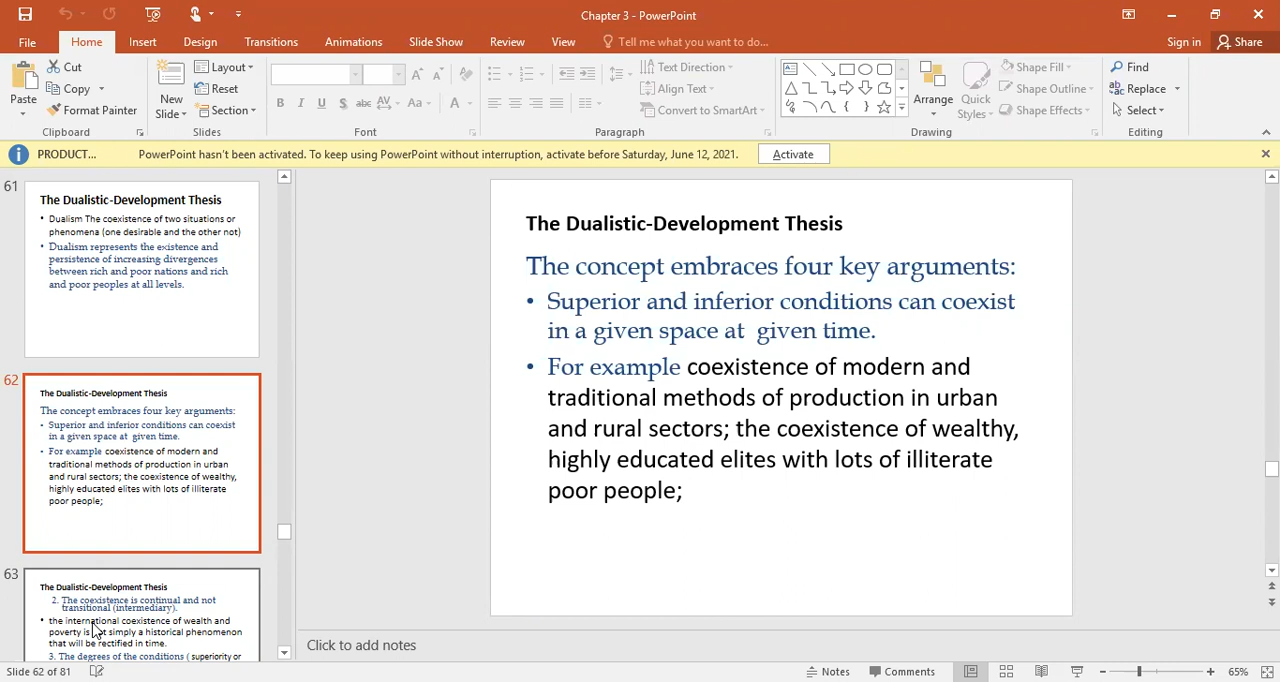 Chapter 3 - PowerPoint
File Home Insert Design Transitions Animations Slide Show Review View Tell me what you want to do... Sign in Share
Paste
Cut
Copy
Format Painter
Clipboard
New
Slide
Layout
Reset
Section
Slides
B I U S abc AV Aa A
Font
Paragraph
Text Direction
Align Text
Convert to SmartArt
Arrange
Quick
Styles
Shape Fill
Shape Outline
Shape Effects
Drawing
Find
Replace
Select
Editing
PRODUCT... PowerPoint hasn't been activated. To keep using PowerPoint without interruption, activate before Saturday, June 12, 2021. Activate
61
The Dualistic-Development Thesis
• Dualism The coexistence of two situations or
phenomena (one desirable and the other not)
• Dualism represents the existence and
persistence of increasing divergences
between rich and poor nations and rich
and poor peoples at all levels.
62
The Dualistic-Development Thesis
The concept embraces four key arguments:
• Superior and inferior conditions can coexist
in a given space at given time.
• For example coexistence of modern and
traditional methods of production in urban
and rural sectors; the coexistence of wealthy,
highly educated elites with lots of illiterate
poor people;
63
The Dualistic-Development Thesis
2. The coexistence is continual and not
transitional (intermediary).
• the international coexistence of wealth and
poverty is not simply a historical phenomenon
that will be rectified in time.
3. The degrees of the conditions ( superiority or
The Dualistic-Development Thesis
The concept embraces four key arguments:
• Superior and inferior conditions can coexist
in a given space at given time.
• For example coexistence of modern and
traditional methods of production in urban
and rural sectors; the coexistence of wealthy,
highly educated elites with lots of illiterate
poor people;
Click to add notes
Slide 62 of 81 Notes Comments 65%